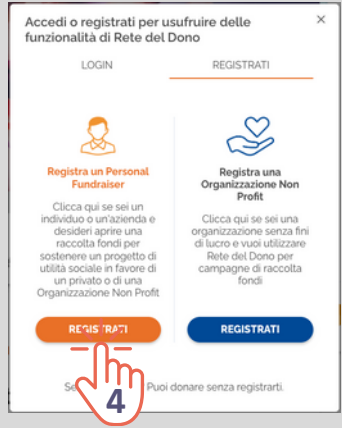 Accedi o registrati per usufruire delle
funzionalità di Rete del Dono
×
LOGIN
REGISTRATI
Registra un Personal
Fundraiser
Clicca qui se sei un
individuo o un'azienda e
desideri aprire una
raccolta fondi per
sostenere un progetto di
utilità sociale in favore di
un privato o di una
Organizzazione Non Profit
REGISTRATI
Registra una
Organizzazione Non
Profit
Clicca qui se sei una
organizzazione senza fini
di lucro e vuoi utilizzare
Rete del Dono per
campagne di raccolta
fondi
REGISTRATI
Puoi donare senza registrarti.
4